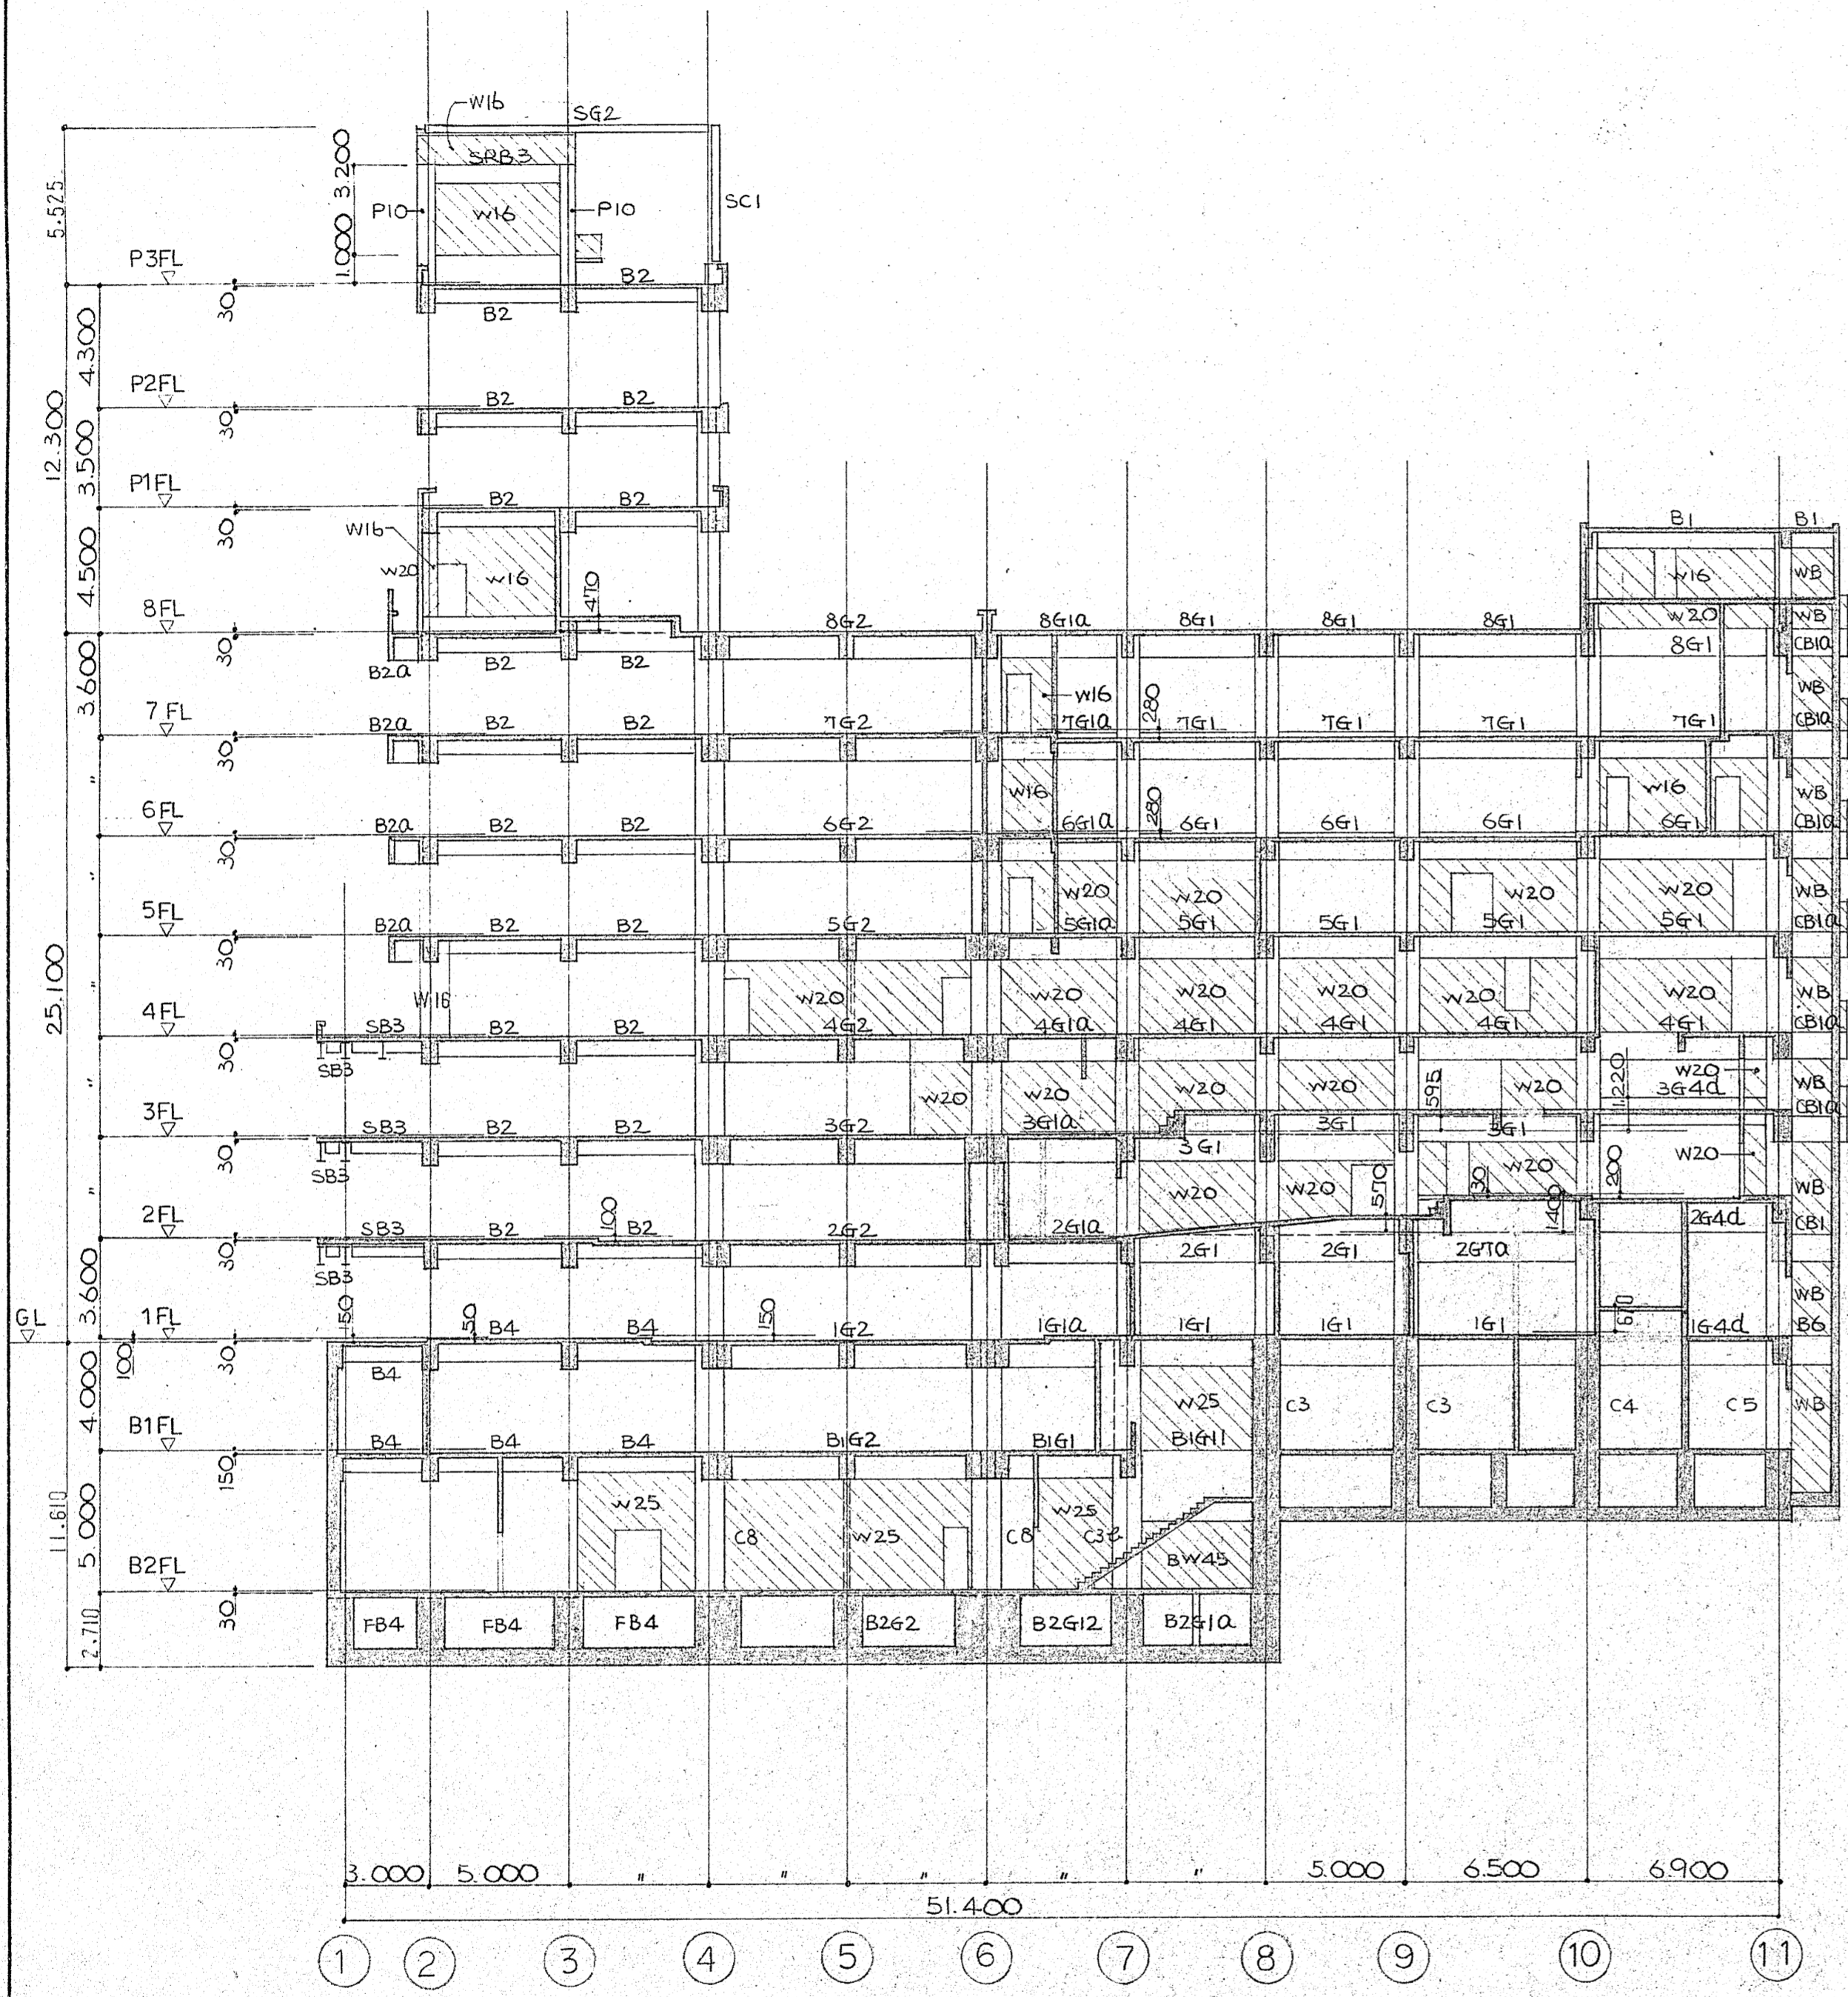 W16
SG2
SRB3
5.525
3.200
P10
W16
P10
SC1
1.000
P3FL
B2
30
B2
4.300
P2FL
B2
B2
30
12.300
3.500
P1FL
B2
B2
30
W16
B1
B1
W20
W16
470
W16
WB
4.500
8FL
8G2
8G1a
8G1
8G1
8G1
W20
WB
30
B2a
B2
B2
8G1
CB1a
3.600
W16
WB
7FL
B2a
B2
B2
7G2
7G1a
280
7G1
7G1
7G1
7G1
CB1a
30
"
W16
W16
WB
6FL
B2a
B2
B2
6G2
6G1a
280
6G1
6G1
6G1
6G1
CB1a
30
"
W20
W20
W20
W20
WB
5FL
B2a
B2
B2
5G2
5G1a
5G1
5G1
5G1
5G1
CB1a
30
25.100
"
W16
W20
W20
W20
W20
W20
W20
WB
4FL
SB3
B2
B2
4G2
4G1a
4G1
4G1
4G1
4G1
CB1a
30
SB3
"
W20
W20
W20
W20
595
W20
1.220
W20
WB
3FL
SB3
B2
B2
3G2
3G1a
3G1
3G4d
CB1a
30
SB3
3G1
3G1
"
W20
W20
570
W20
30
1400
200
W20
WB
2FL
SB3
B2
100
B2
2G2
2G1a
2G4d
CB1
30
SB3
2G1
2G1
2G7a
3.600
670
WB
GL
1FL
150
50
B4
B4
150
1G2
1G1a
1G1
1G1
1G1
1G4d
B6
100
30
B4
4.000
W25
C3
C3
C4
C5
WB
B1FL
B4
B4
B4
B1G2
B1G1
B1G11
150
11.610
5.000
W25
C8
W25
C8
W25
BW45
B2FL
30
2.710
FB4
FB4
FB4
B2G2
B2G12
B2G1a
3.000
5.000
"
"
"
"
"
5.000
6.500
6.900
51.400
1
2
3
4
5
6
7
8
9
10
11